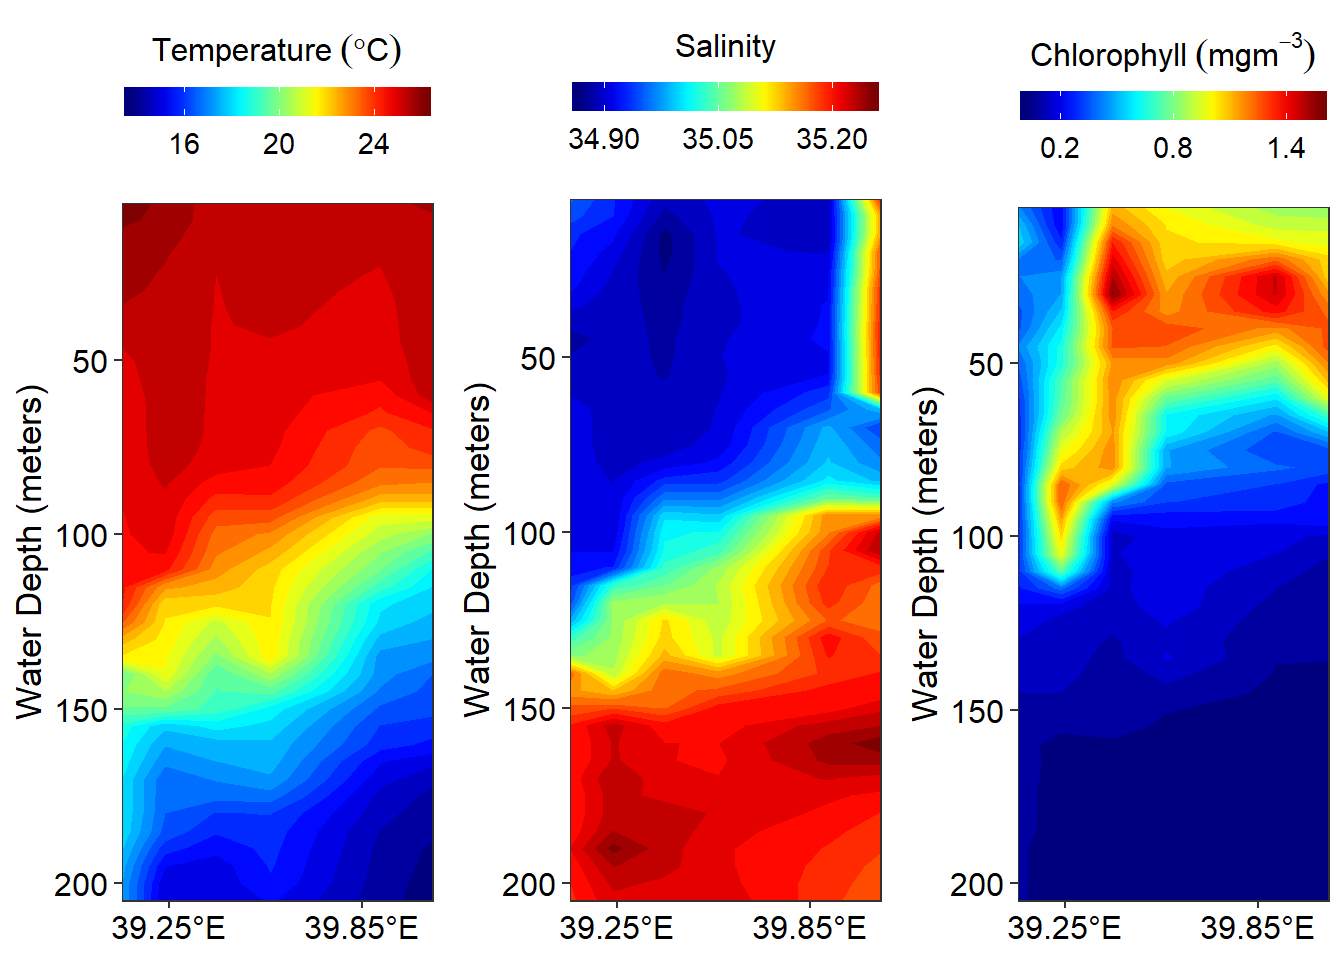 Temperature (°C)
16 20 24
Salinity
34.90 35.05 35.20
Chlorophyll (mgm⁻³)
0.2 0.8 1.4
Water Depth (meters)
50
100
150
200
39.25°E 39.85°E
Water Depth (meters)
50
100
150
200
39.25°E 39.85°E
Water Depth (meters)
50
100
150
200
39.25°E 39.85°E